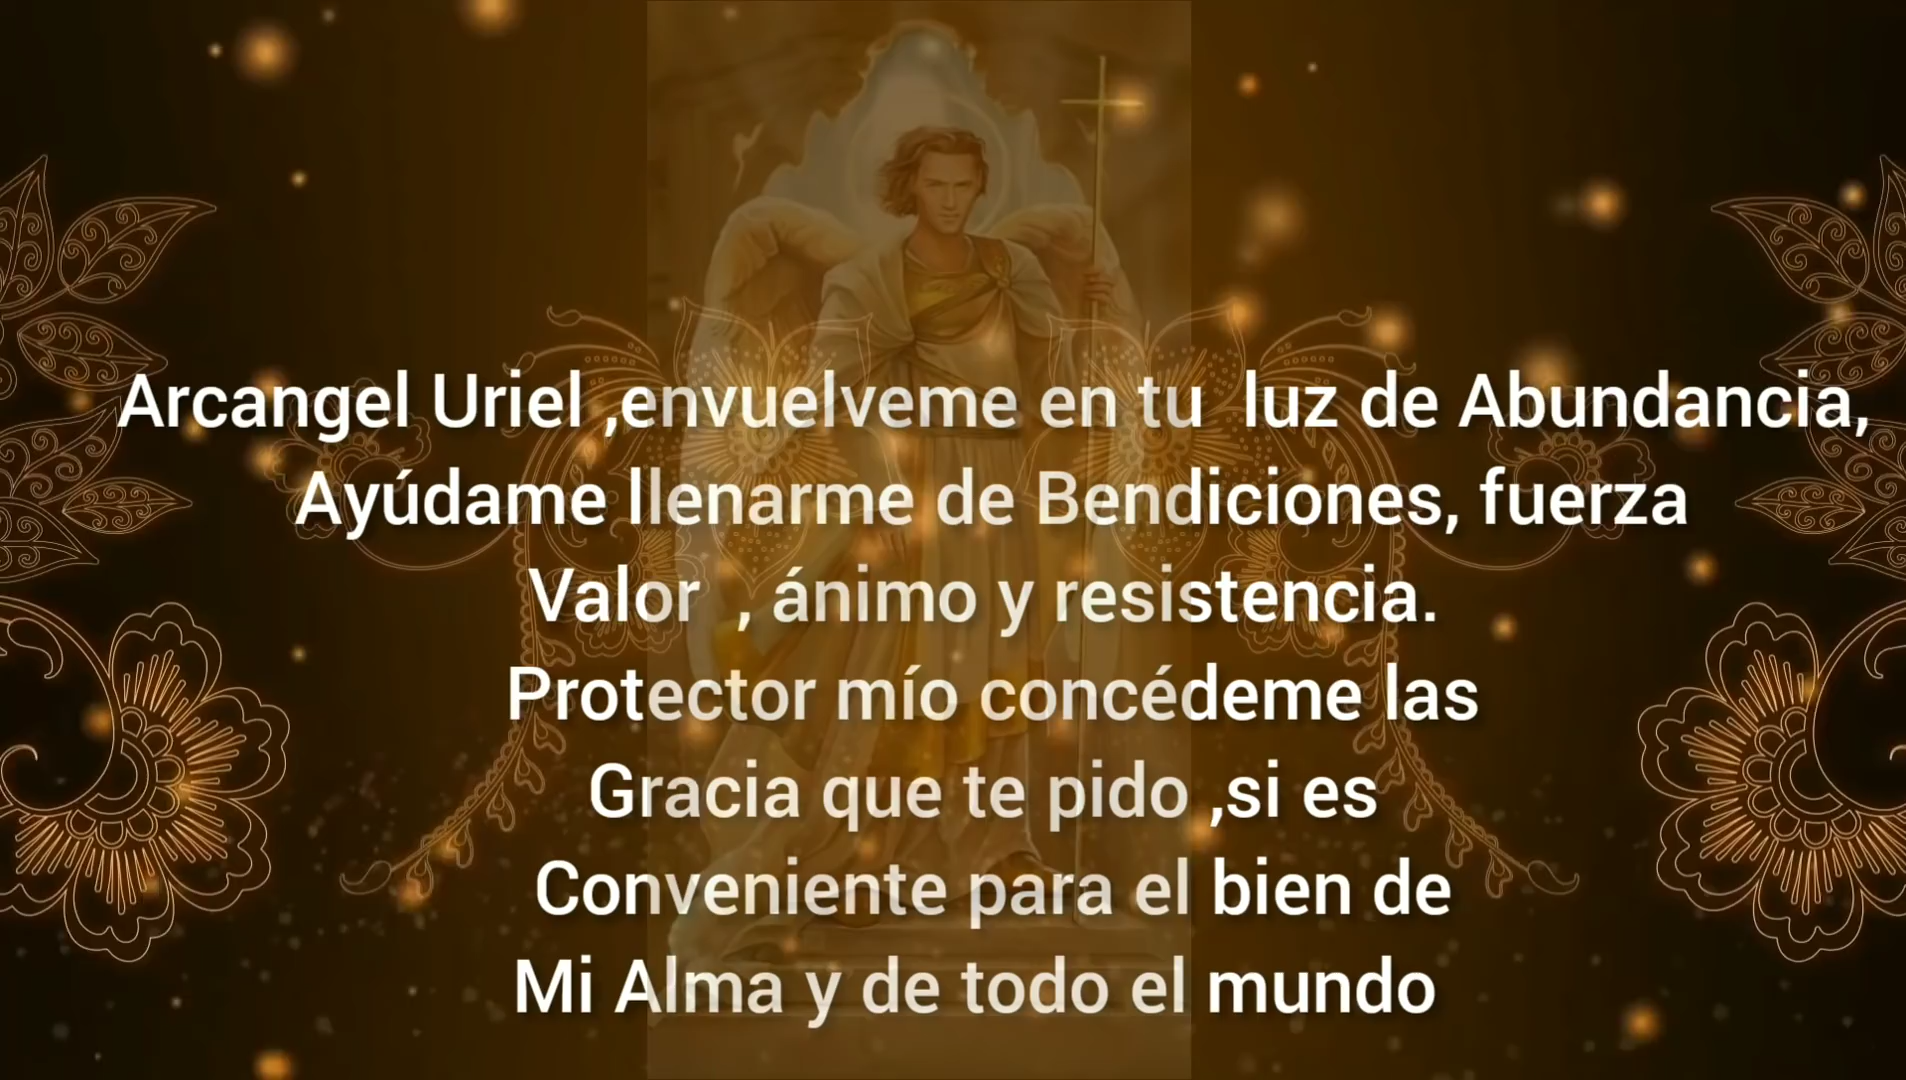 Arcangel Uriel ,envuelveme en tu  luz de Abundancia,
Ayúdame llenarme de Bendiciones, fuerza
Valor  , ánimo y resistencia.
Protector mío concédeme las
Gracia que te pido ,si es
Conveniente para el bien de
Mi Alma y de todo el mundo